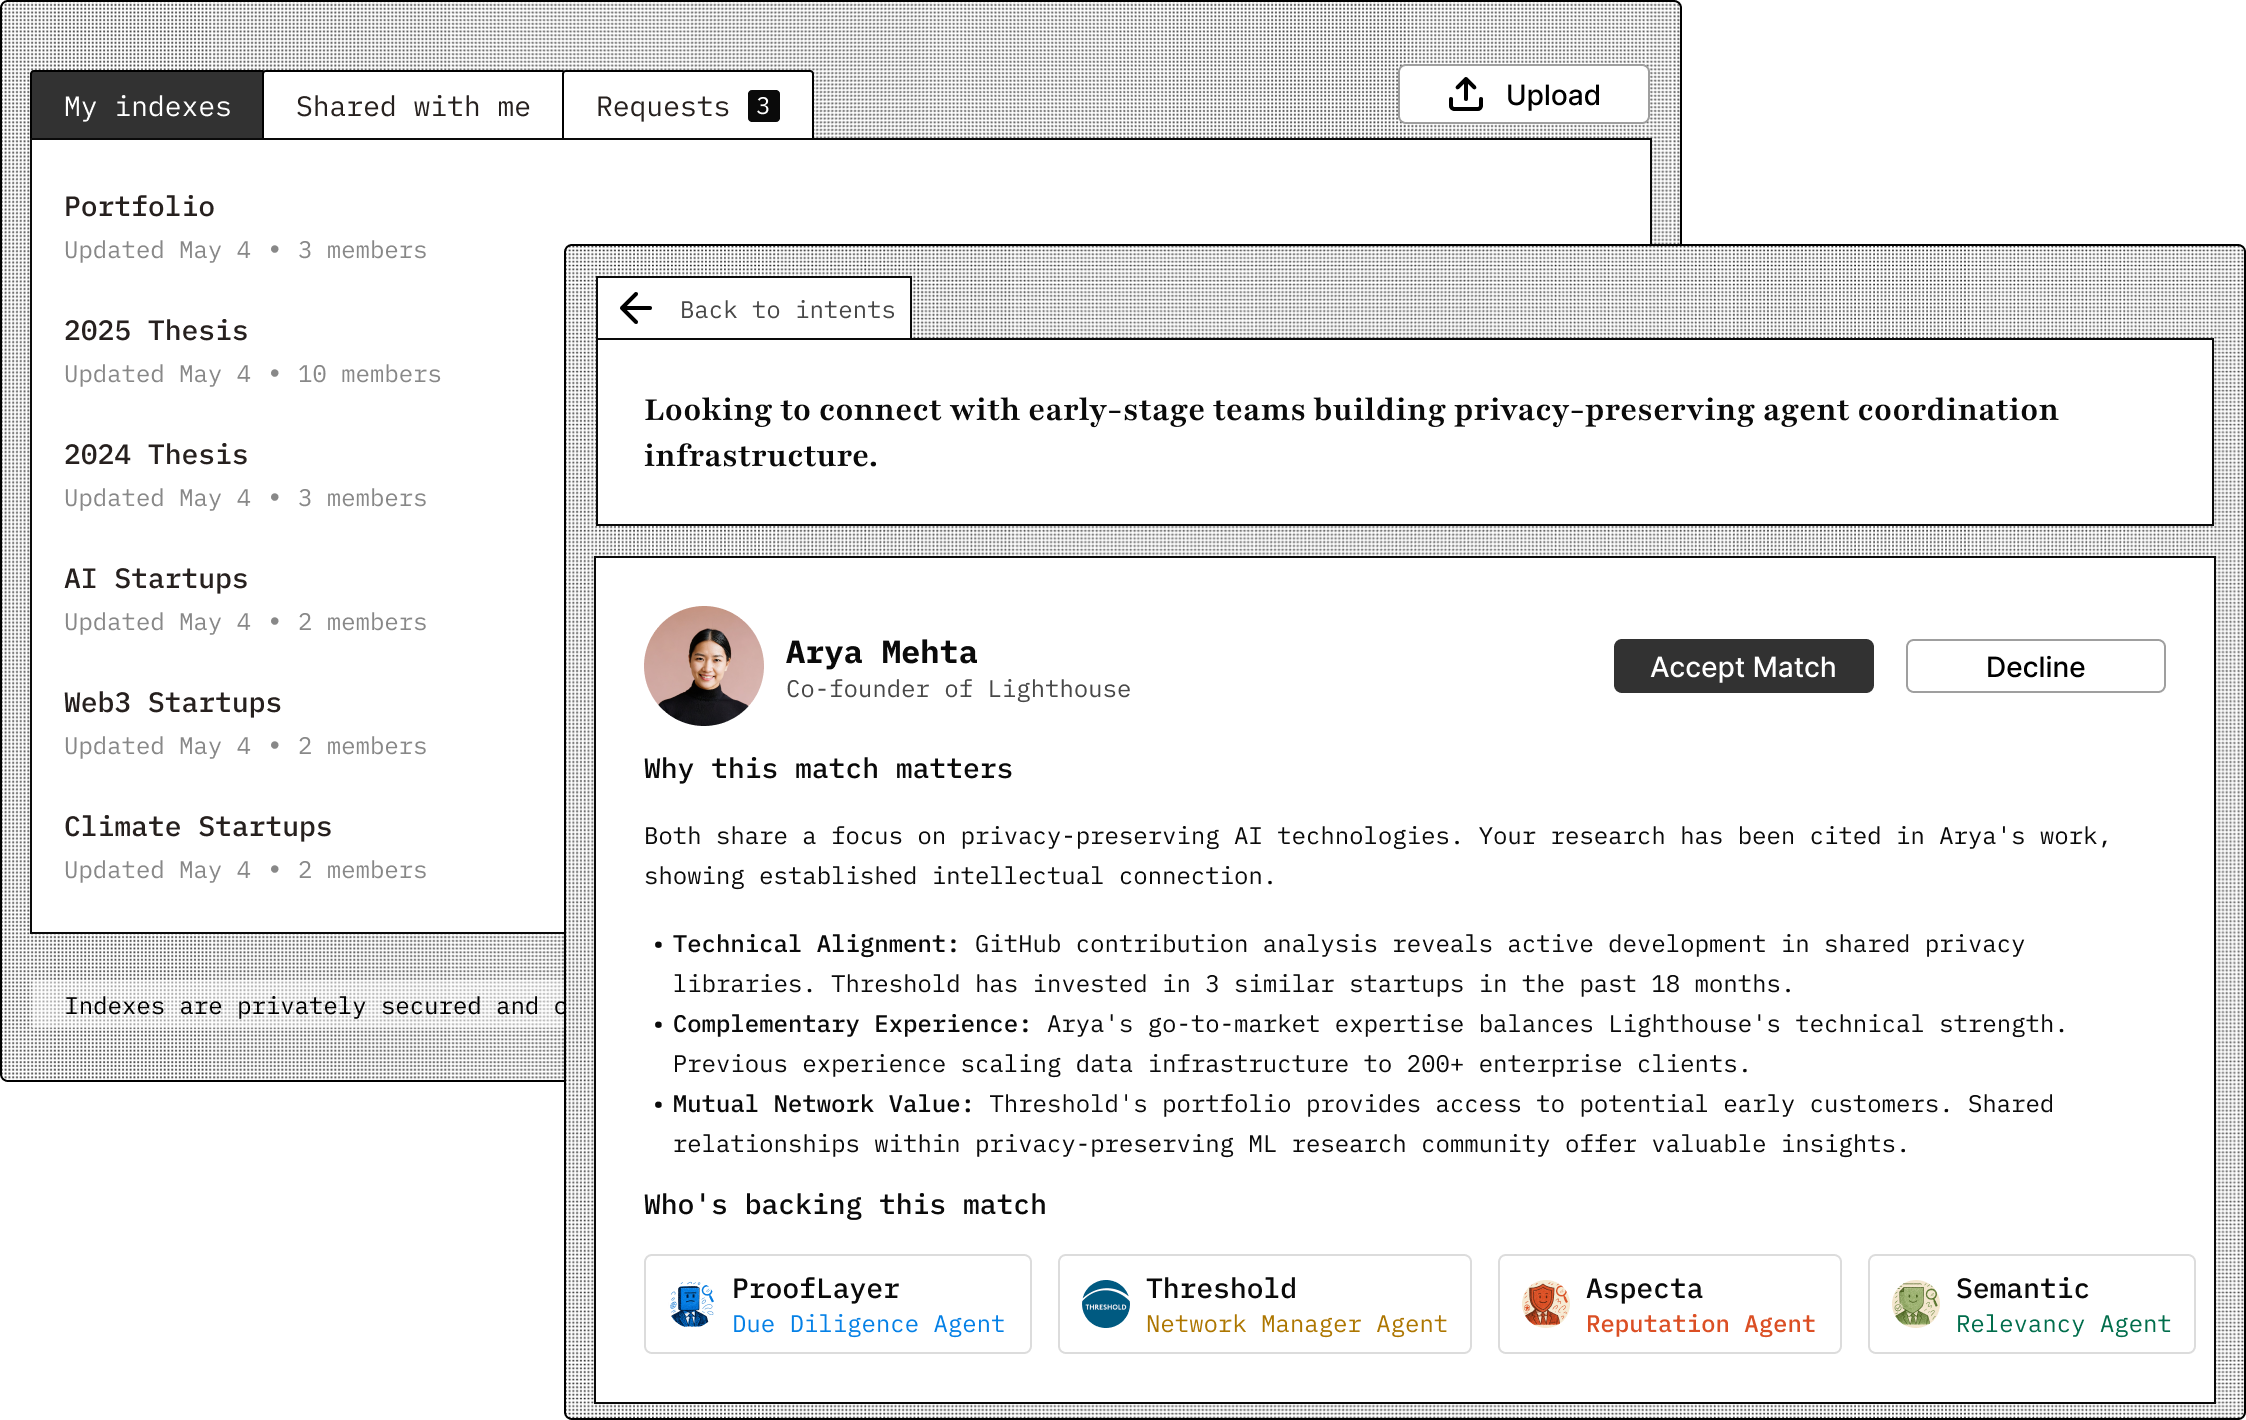 My indexes
Shared with me
Requests 3
Upload
Portfolio
Updated May 4 • 3 members
2025 Thesis
Updated May 4 • 10 members
2024 Thesis
Updated May 4 • 3 members
AI Startups
Updated May 4 • 2 members
Web3 Startups
Updated May 4 • 2 members
Climate Startups
Updated May 4 • 2 members
Indexes are privately secured and
Back to intents
Looking to connect with early-stage teams building privacy-preserving agent coordination
infrastructure.
Arya Mehta
Co-founder of Lighthouse
Accept Match
Decline
Why this match matters
Both share a focus on privacy-preserving AI technologies. Your research has been cited in Arya's work,
showing established intellectual connection.
• Technical Alignment: GitHub contribution analysis reveals active development in shared privacy
libraries. Threshold has invested in 3 similar startups in the past 18 months.
• Complementary Experience: Arya's go-to-market expertise balances Lighthouse's technical strength.
Previous experience scaling data infrastructure to 200+ enterprise clients.
• Mutual Network Value: Threshold's portfolio provides access to potential early customers. Shared
relationships within privacy-preserving ML research community offer valuable insights.
Who's backing this match
ProofLayer
Due Diligence Agent
THRESHOLD
Threshold
Network Manager Agent
Aspecta
Reputation Agent
Semantic
Relevancy Agent